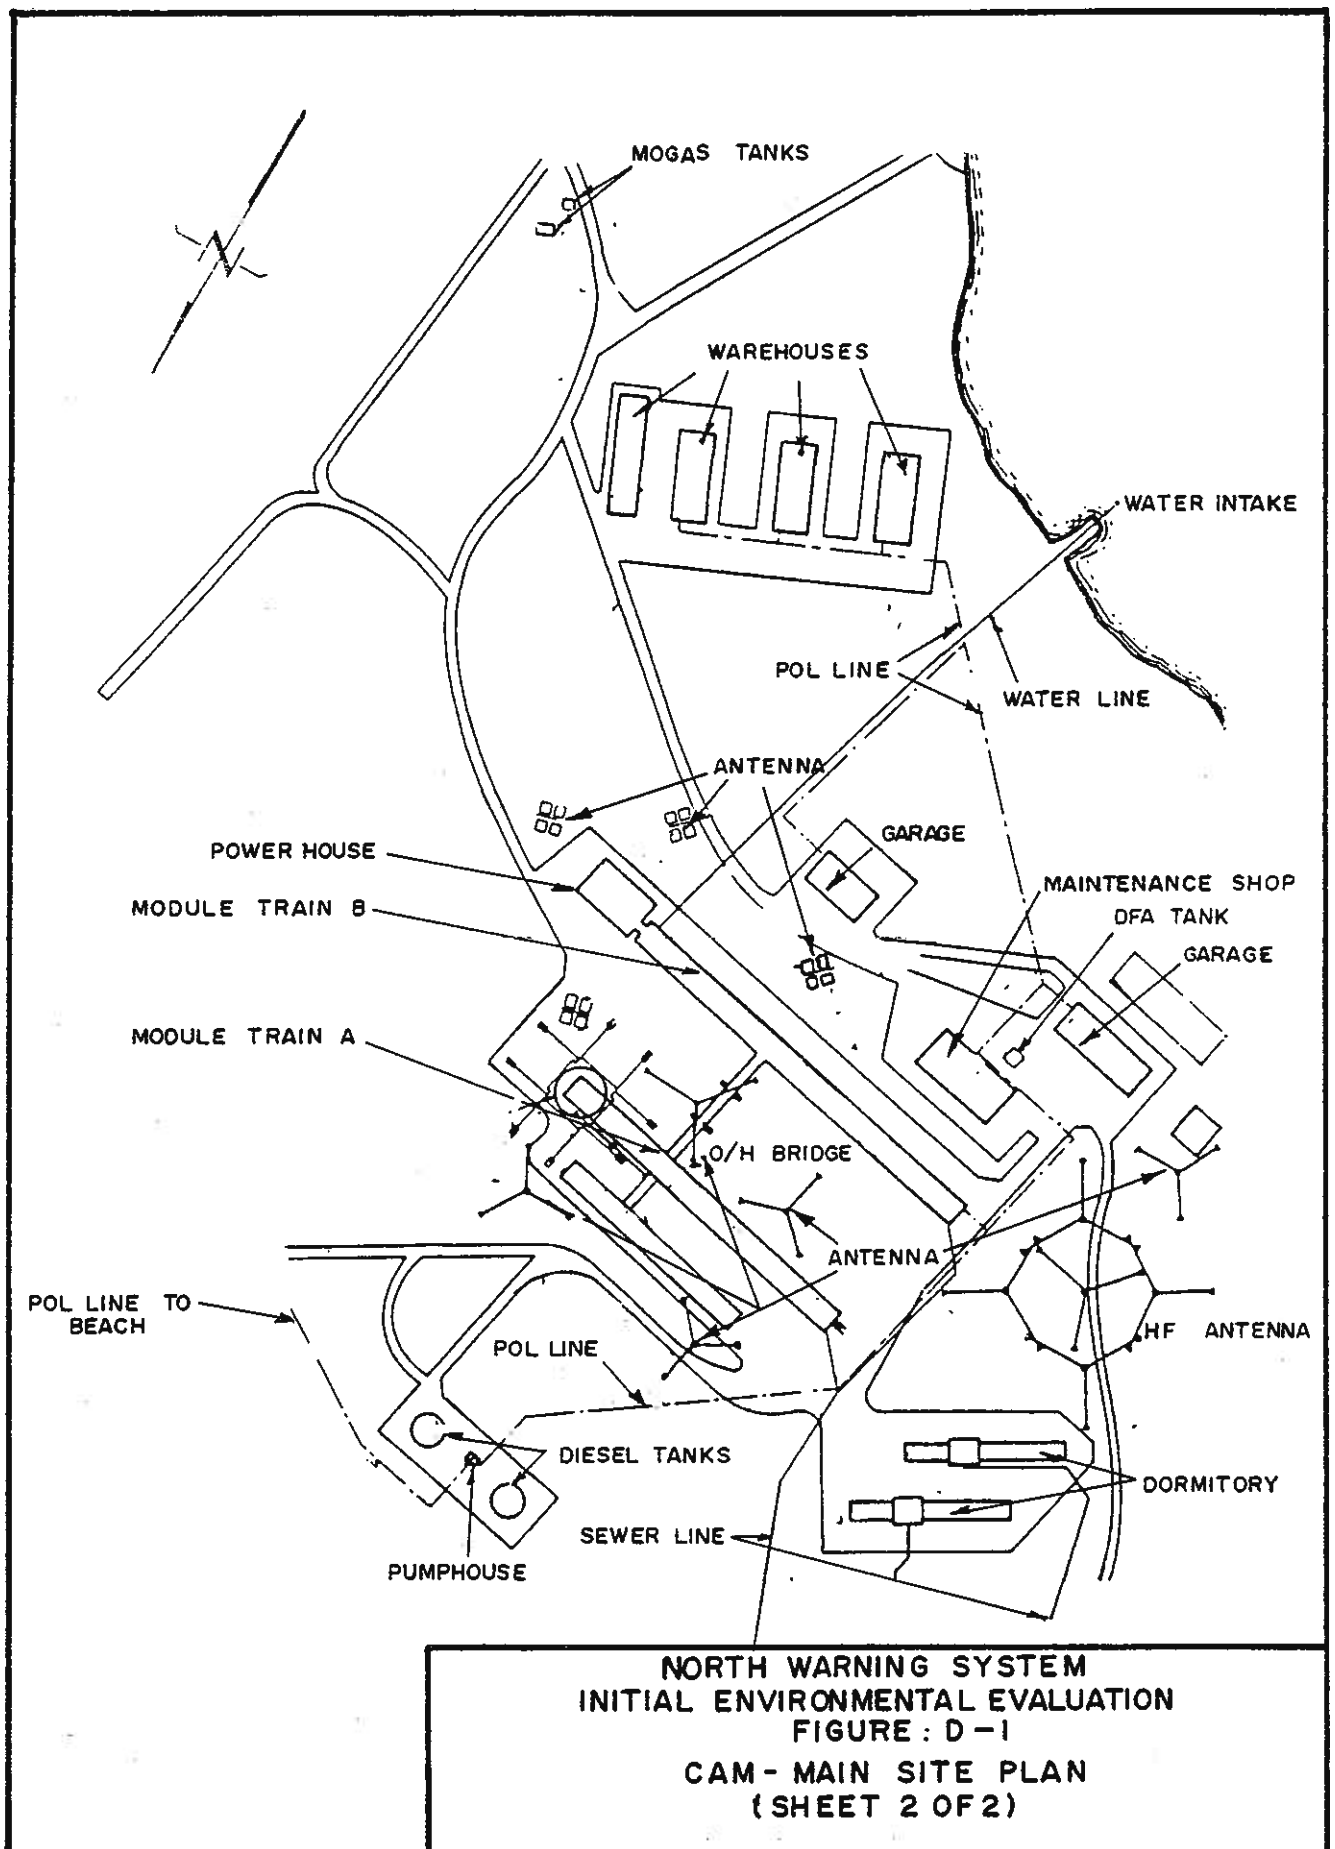 MOGAS TANKS
N
WAREHOUSES
WATER INTAKE
POL LINE
WATER LINE
ANTENNA
GARAGE
POWER HOUSE
MAINTENANCE SHOP
MODULE TRAIN B
DFA TANK
GARAGE
MODULE TRAIN A
O/H BRIDGE
ANTENNA
POL LINE TO
BEACH
HF ANTENNA
POL LINE
DIESEL TANKS
DORMITORY
SEWER LINE
PUMPHOUSE
NORTH WARNING SYSTEM
INITIAL ENVIRONMENTAL EVALUATION
FIGURE : D-1
CAM - MAIN SITE PLAN
(SHEET 2 OF 2)